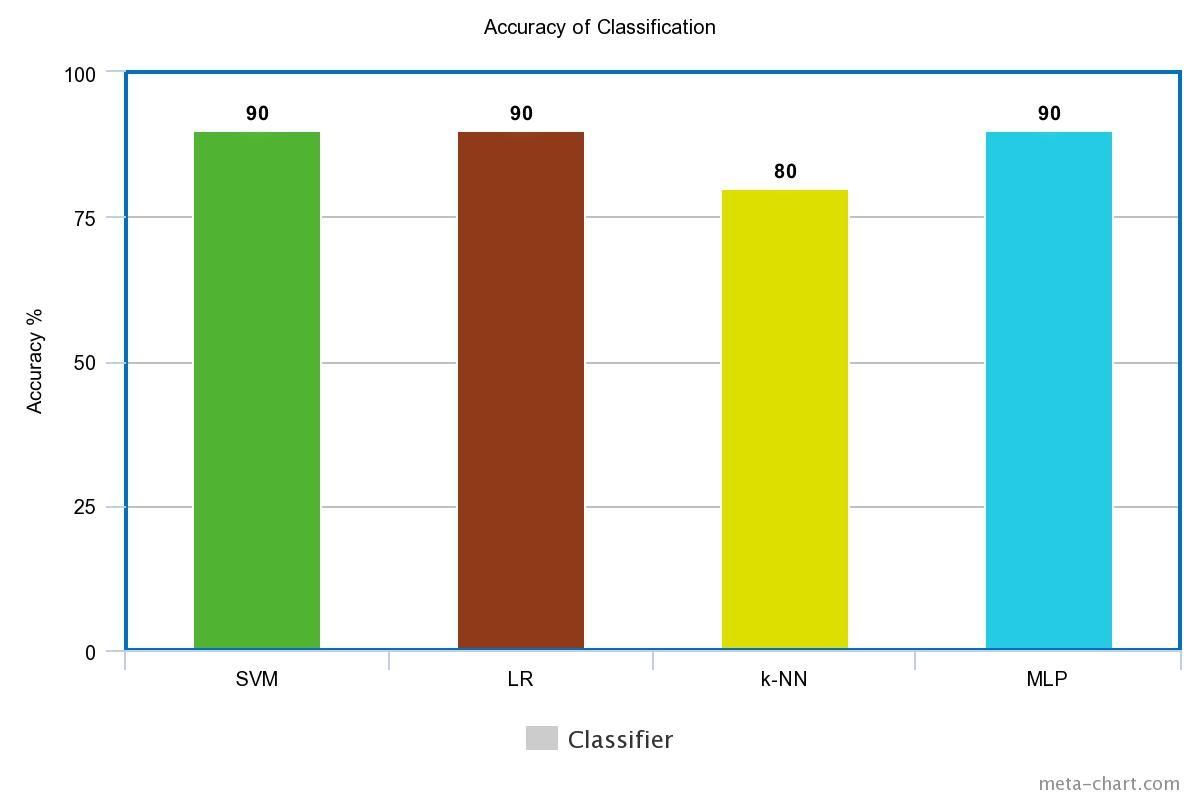 Accuracy of Classification
Accuracy %
100
75
50
25
0
90
90
80
90
SVM
LR
k-NN
MLP
Classifier
meta-chart.com